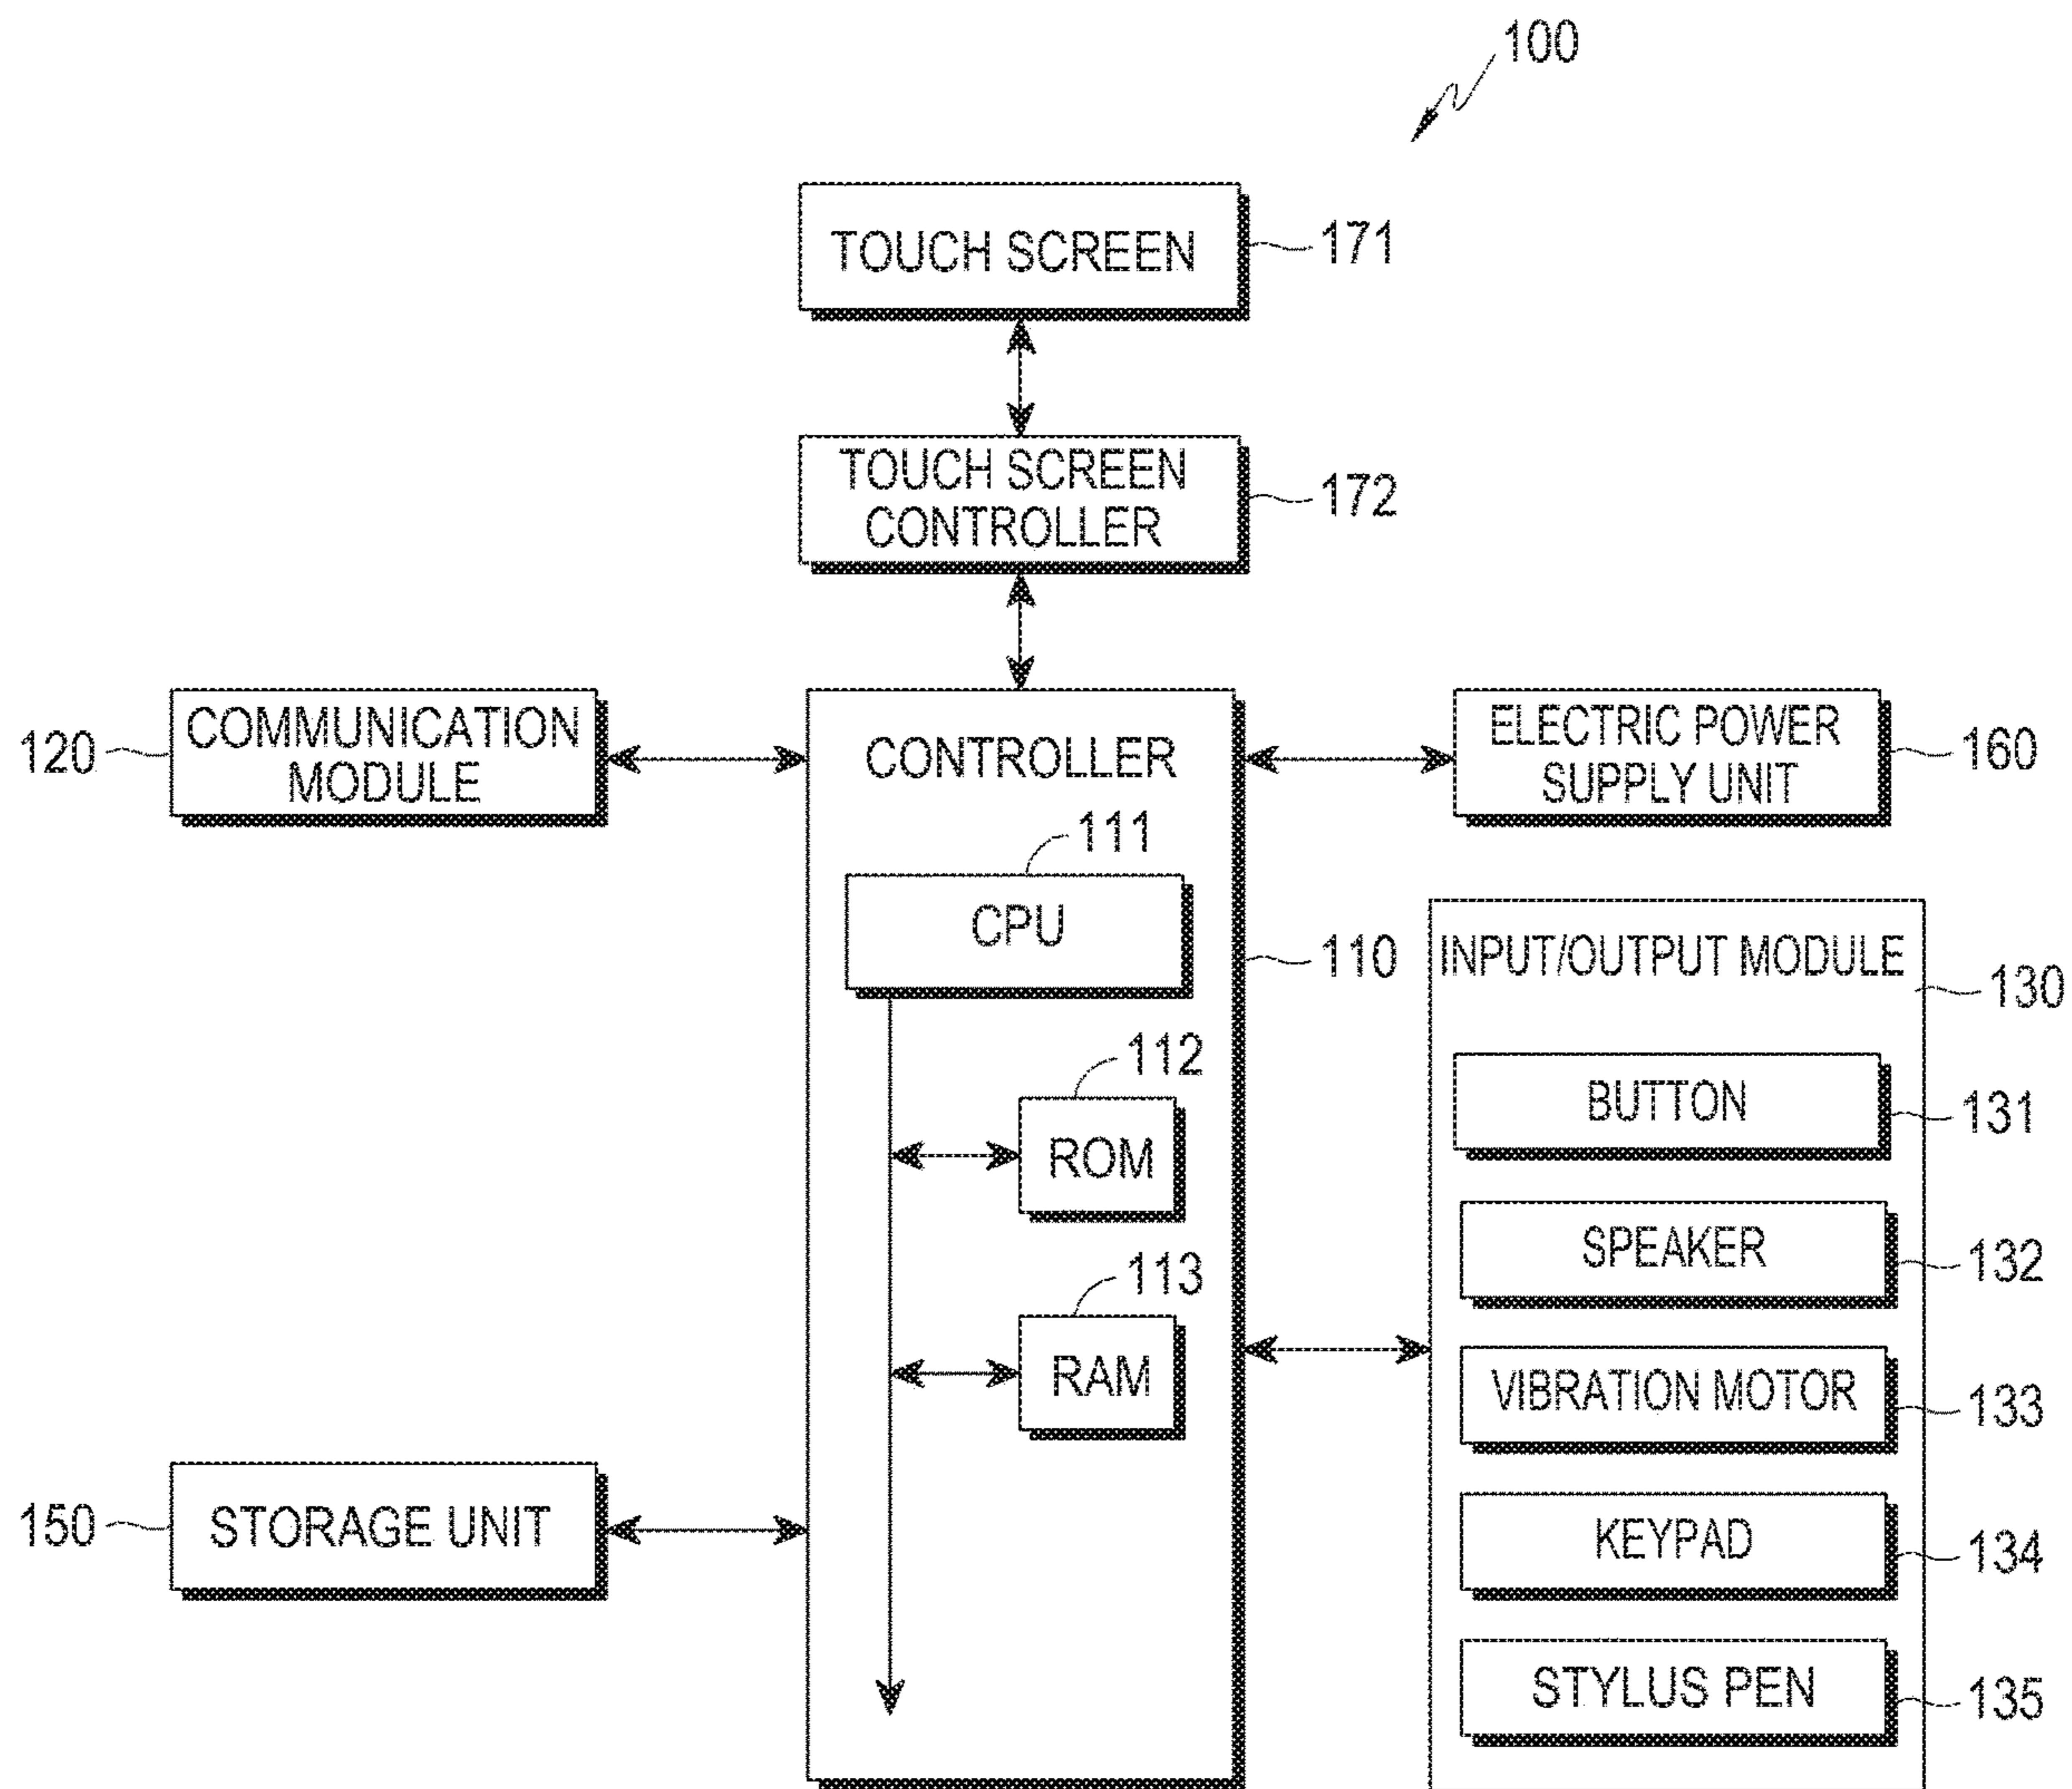 100
TOUCH SCREEN
171
TOUCH SCREEN
CONTROLLER
172
120
COMMUNICATION
MODULE
CONTROLLER
ELECTRIC POWER
SUPPLY UNIT
160
111
CPU
110
INPUT/OUTPUT MODULE
130
112
ROM
BUTTON
131
SPEAKER
132
113
RAM
VIBRATION MOTOR
133
150
STORAGE UNIT
KEYPAD
134
STYLUS PEN
135